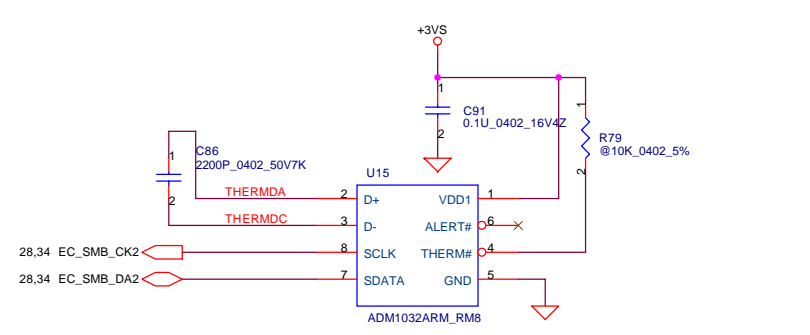 +3VS
1
C91
0.1U_0402_16V4Z
2
1
R79
@10K_0402_5%
2
C86
2200P_0402_50V7K
1
2
U15
THERMDA
2
D+
VDD1
1
THERMDC
3
D-
ALERT#
6
28,34 EC_SMB_CK2
8
SCLK
THERM#
4
28,34 EC_SMB_DA2
7
SDATA
GND
5
ADM1032ARM_RM8